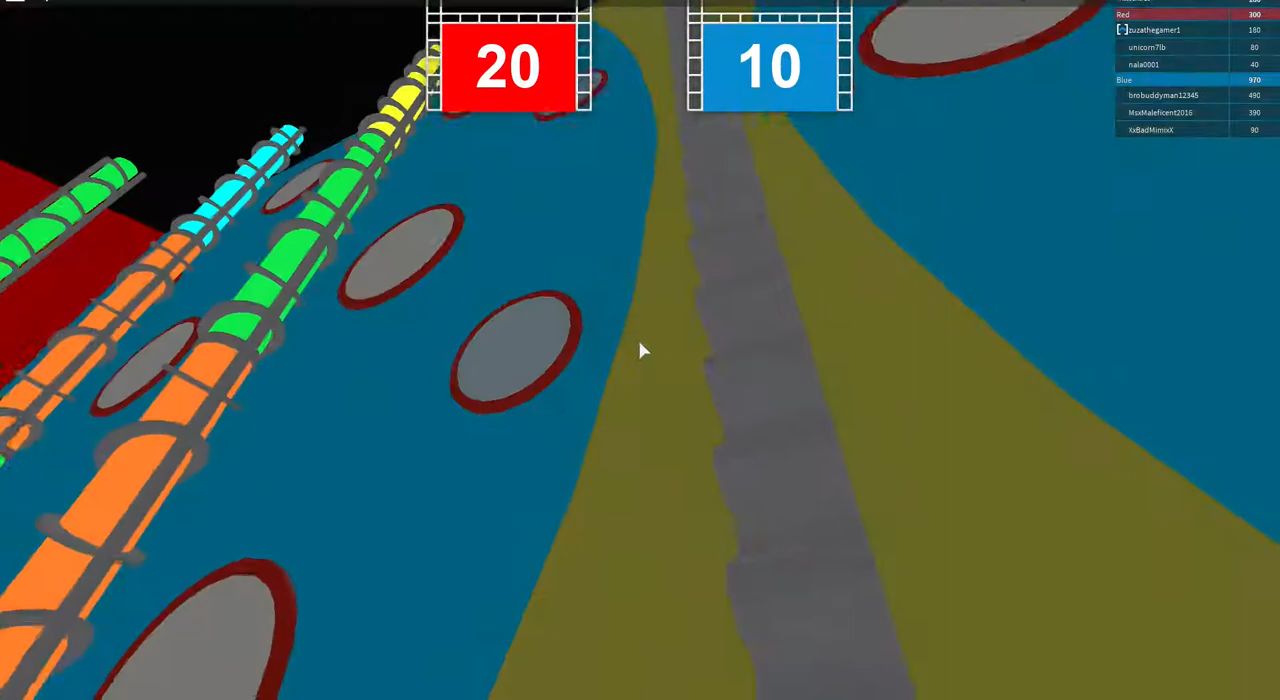 20
10
Red 300
zuzathegamer1 180
unicorn7lb 80
nala0001 40
Blue 970
brobuddyman12345 490
MsxMaleficent2016 390
XxBadMimixX 90